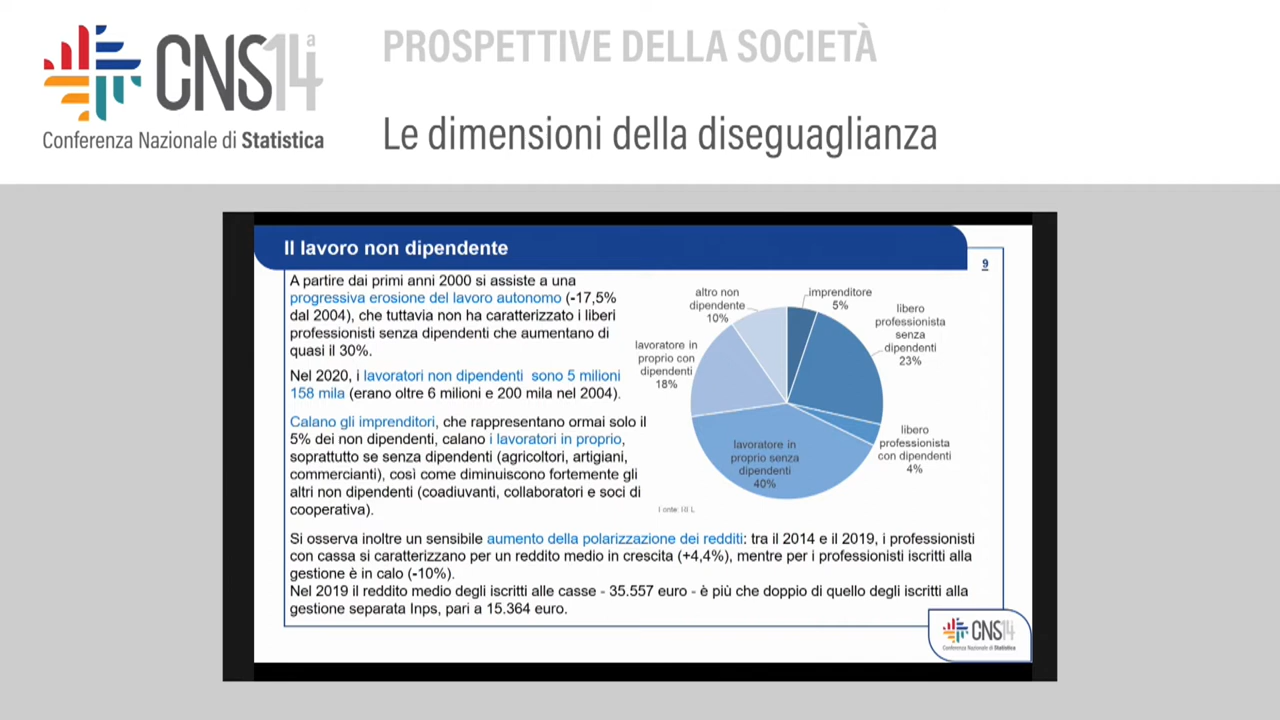 CNS14ª
Conferenza Nazionale di Statistica
PROSPETTIVE DELLA SOCIETÀ
Le dimensioni della diseguaglianza
Il lavoro non dipendente
9
A partire dai primi anni 2000 si assiste a una
progressiva erosione del lavoro autonomo (-17,5%
dal 2004), che tuttavia non ha caratterizzato i liberi
professionisti senza dipendenti che aumentano di
quasi il 30%.
Nel 2020, i lavoratori non dipendenti sono 5 milioni
158 mila (erano oltre 6 milioni e 200 mila nel 2004).
Calano gli imprenditori, che rappresentano ormai solo il
5% dei non dipendenti, calano i lavoratori in proprio,
soprattutto se senza dipendenti (agricoltori, artigiani,
commercianti), così come diminuiscono fortemente gli
altri non dipendenti (coadiuvanti, collaboratori e soci di
cooperativa).
altro non
dipendente
10%
imprenditore
5%
libero
professionista
senza
dipendenti
23%
lavoratore in
proprio con
dipendenti
18%
libero
professionista
con dipendenti
4%
lavoratore in
proprio senza
dipendenti
40%
Si osserva inoltre un sensibile aumento della polarizzazione dei redditi: tra il 2014 e il 2019, i professionisti
con cassa si caratterizzano per un reddito medio in crescita (+4,4%), mentre per i professionisti iscritti alla
gestione è in calo (-10%).
Nel 2019 il reddito medio degli iscritti alle casse - 35.557 euro - è più che doppio di quello degli iscritti alla
gestione separata Inps, pari a 15.364 euro.
CNS14
Conferenza Nazionale di Statistica